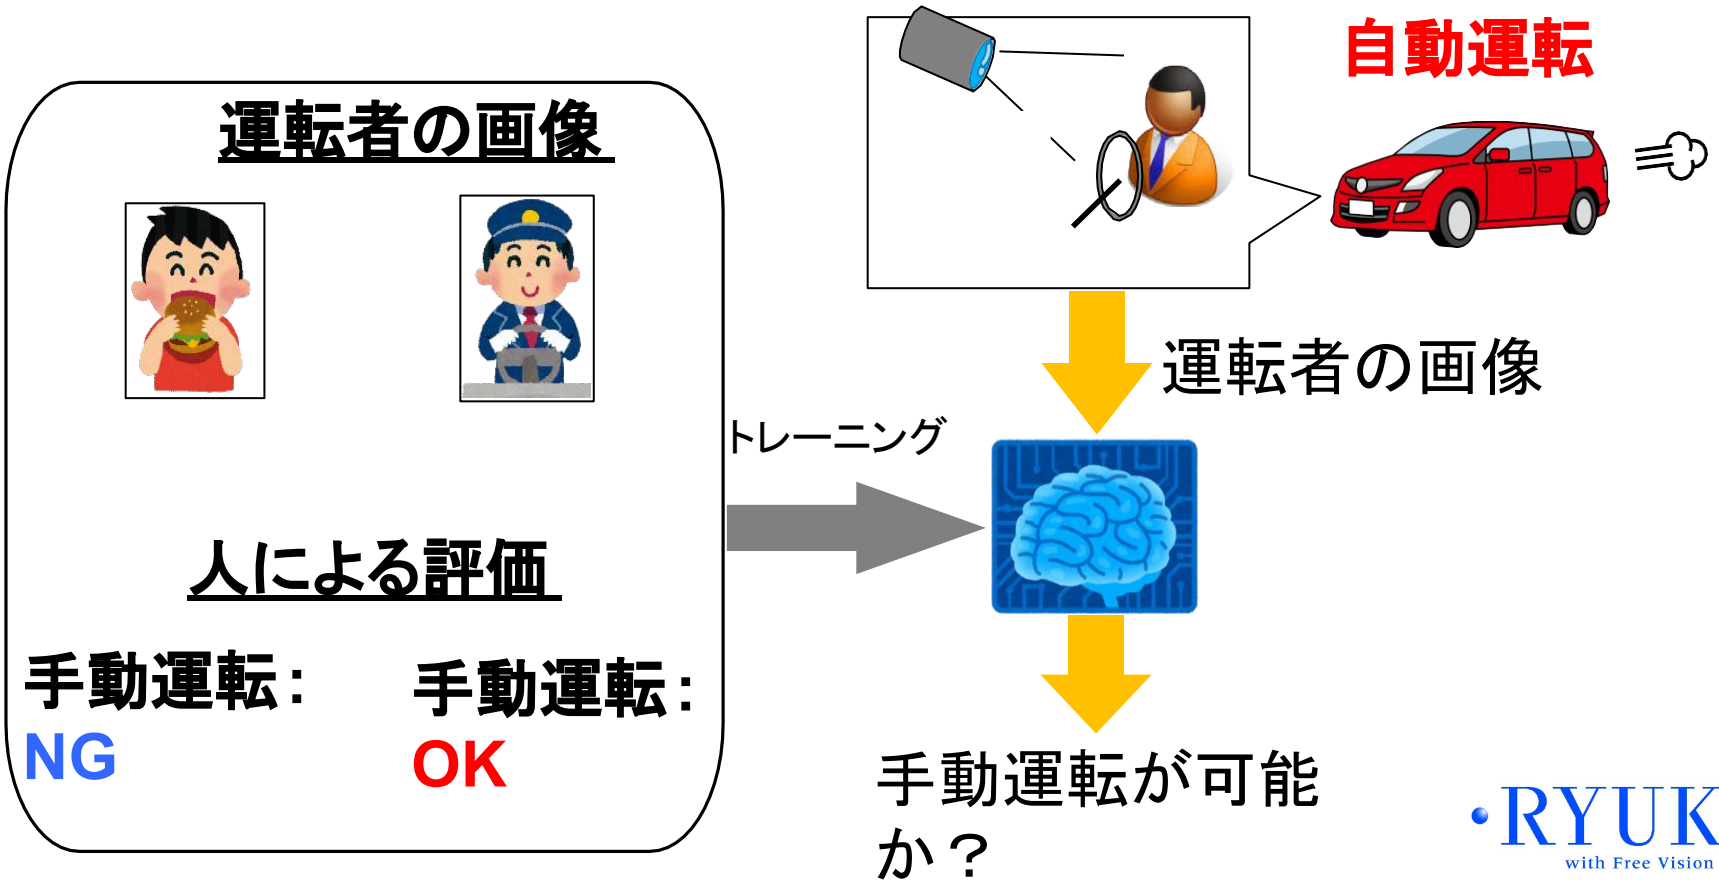 運転者の画像
人による評価
手動運転：
NG
手動運転：
OK
トレーニング
自動運転
運転者の画像
手動運転が可能
か？
RYUK
with Free Vision